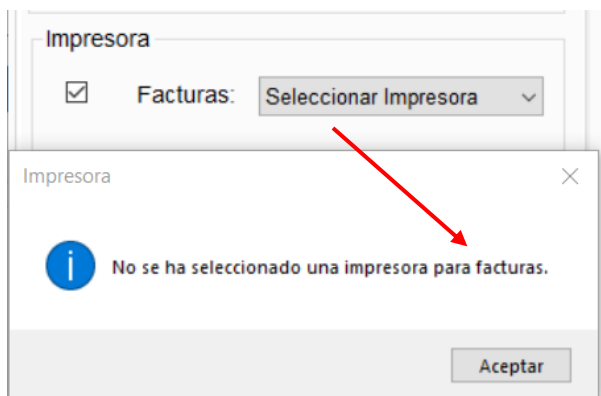 Impresora
Facturas: Seleccionar Impresora
Impresora
No se ha seleccionado una impresora para facturas.
Aceptar